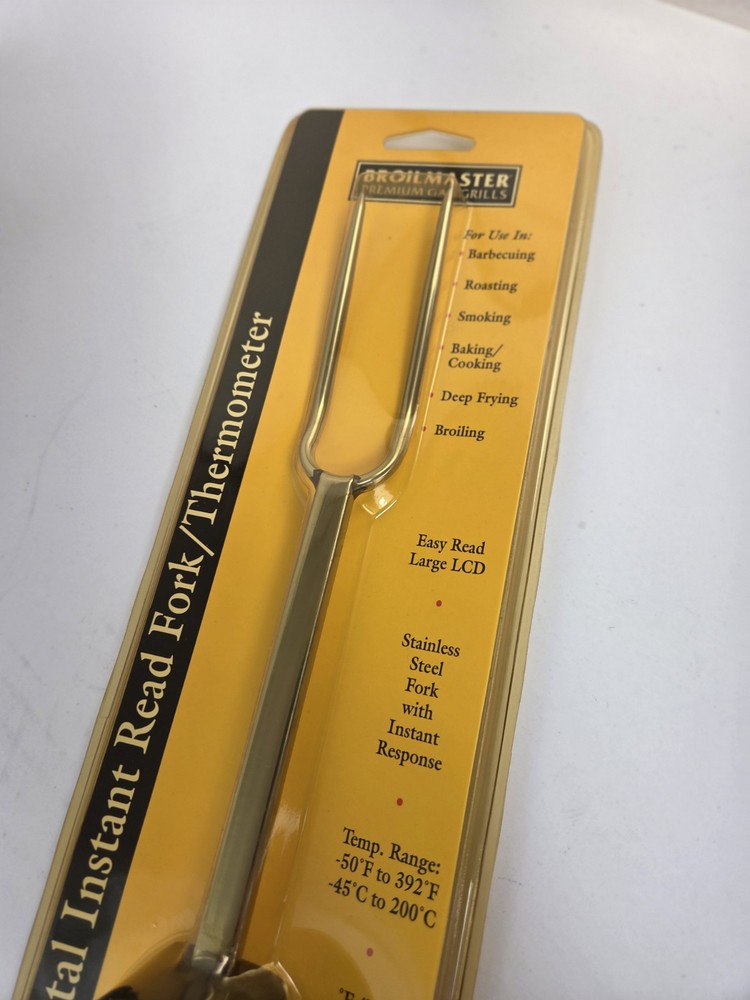 BROILMASTER
PREMIUM GAS GRILLS
For Use In:
• Barbecuing
• Roasting
• Smoking
• Baking/
Cooking
• Deep Frying
• Broiling
tal Instant Read Fork/Thermometer
Easy Read
Large LCD
•
Stainless
Steel
Fork
with
Instant
Response
•
Temp. Range:
-50°F to 392°F
-45°C to 200°C
•